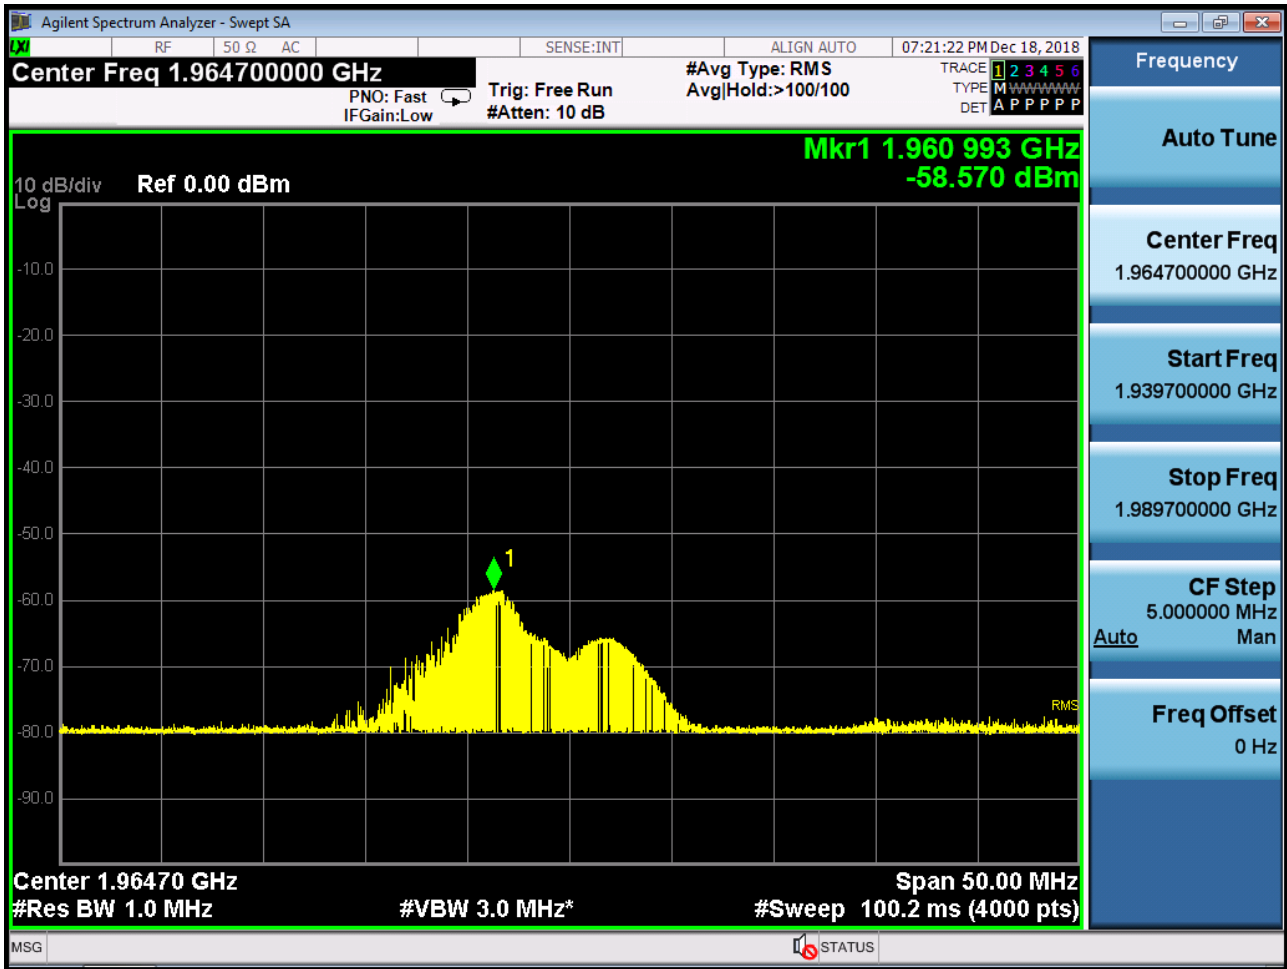 Agilent Spectrum Analyzer - Swept SA
LXI RF 50 Ω AC SENSE:INT ALIGN AUTO 07:21:22 PM Dec 18, 2018
Center Freq 1.964700000 GHz
PNO: Fast
IFGain:Low
Trig: Free Run
#Atten: 10 dB
#Avg Type: RMS
Avg|Hold:>100/100
TRACE 1 2 3 4 5 6
TYPE M WWWWW
DET A P P P P P
Mkr1 1.960 993 GHz
-58.570 dBm
10 dB/div Ref 0.00 dBm
Log
-10.0
-20.0
-30.0
-40.0
-50.0
1
-60.0
-70.0
RMS
-80.0
-90.0
Center 1.96470 GHz Span 50.00 MHz
#Res BW 1.0 MHz #VBW 3.0 MHz* #Sweep 100.2 ms (4000 pts)
MSG STATUS
Frequency
Auto Tune
Center Freq
1.964700000 GHz
Start Freq
1.939700000 GHz
Stop Freq
1.989700000 GHz
CF Step
5.000000 MHz
Auto Man
Freq Offset
0 Hz